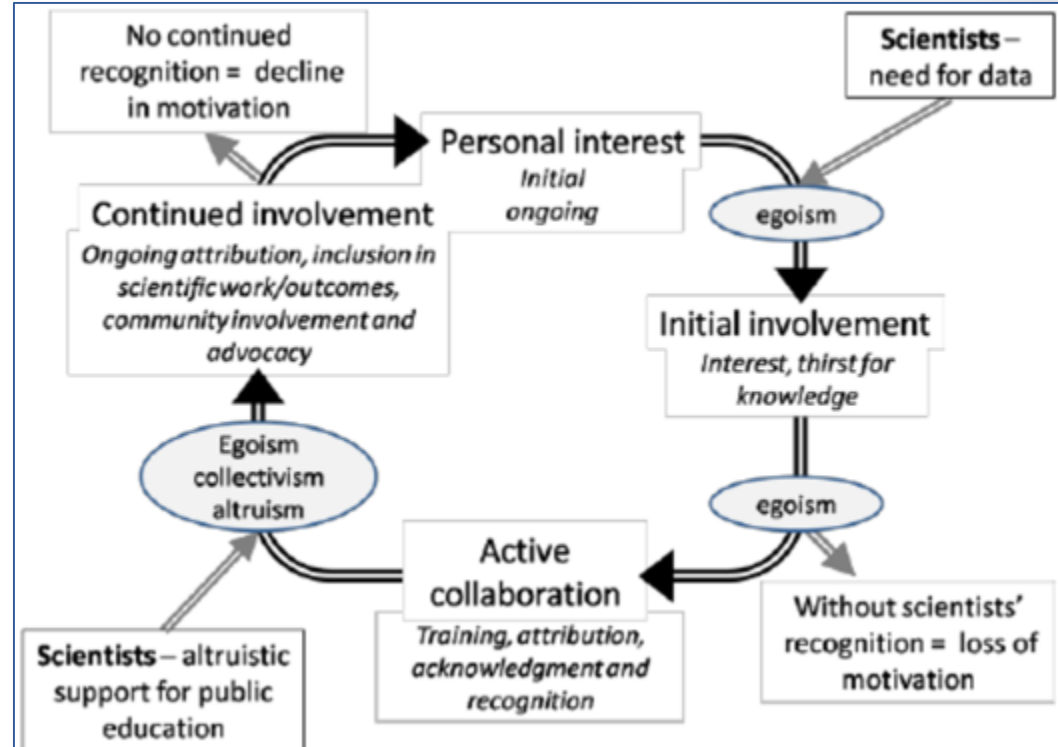 No continued
recognition = decline
in motivation
Scientists –
need for data
Personal interest
Initial
ongoing
egoism
Continued involvement
Ongoing attribution, inclusion in
scientific work/outcomes,
community involvement and
advocacy
Initial involvement
Interest, thirst for
knowledge
Egoism
collectivism
altruism
egoism
Active
collaboration
Training, attribution,
acknowledgment and
recognition
Without scientists'
recognition = loss of
motivation
Scientists – altruistic
support for public
education